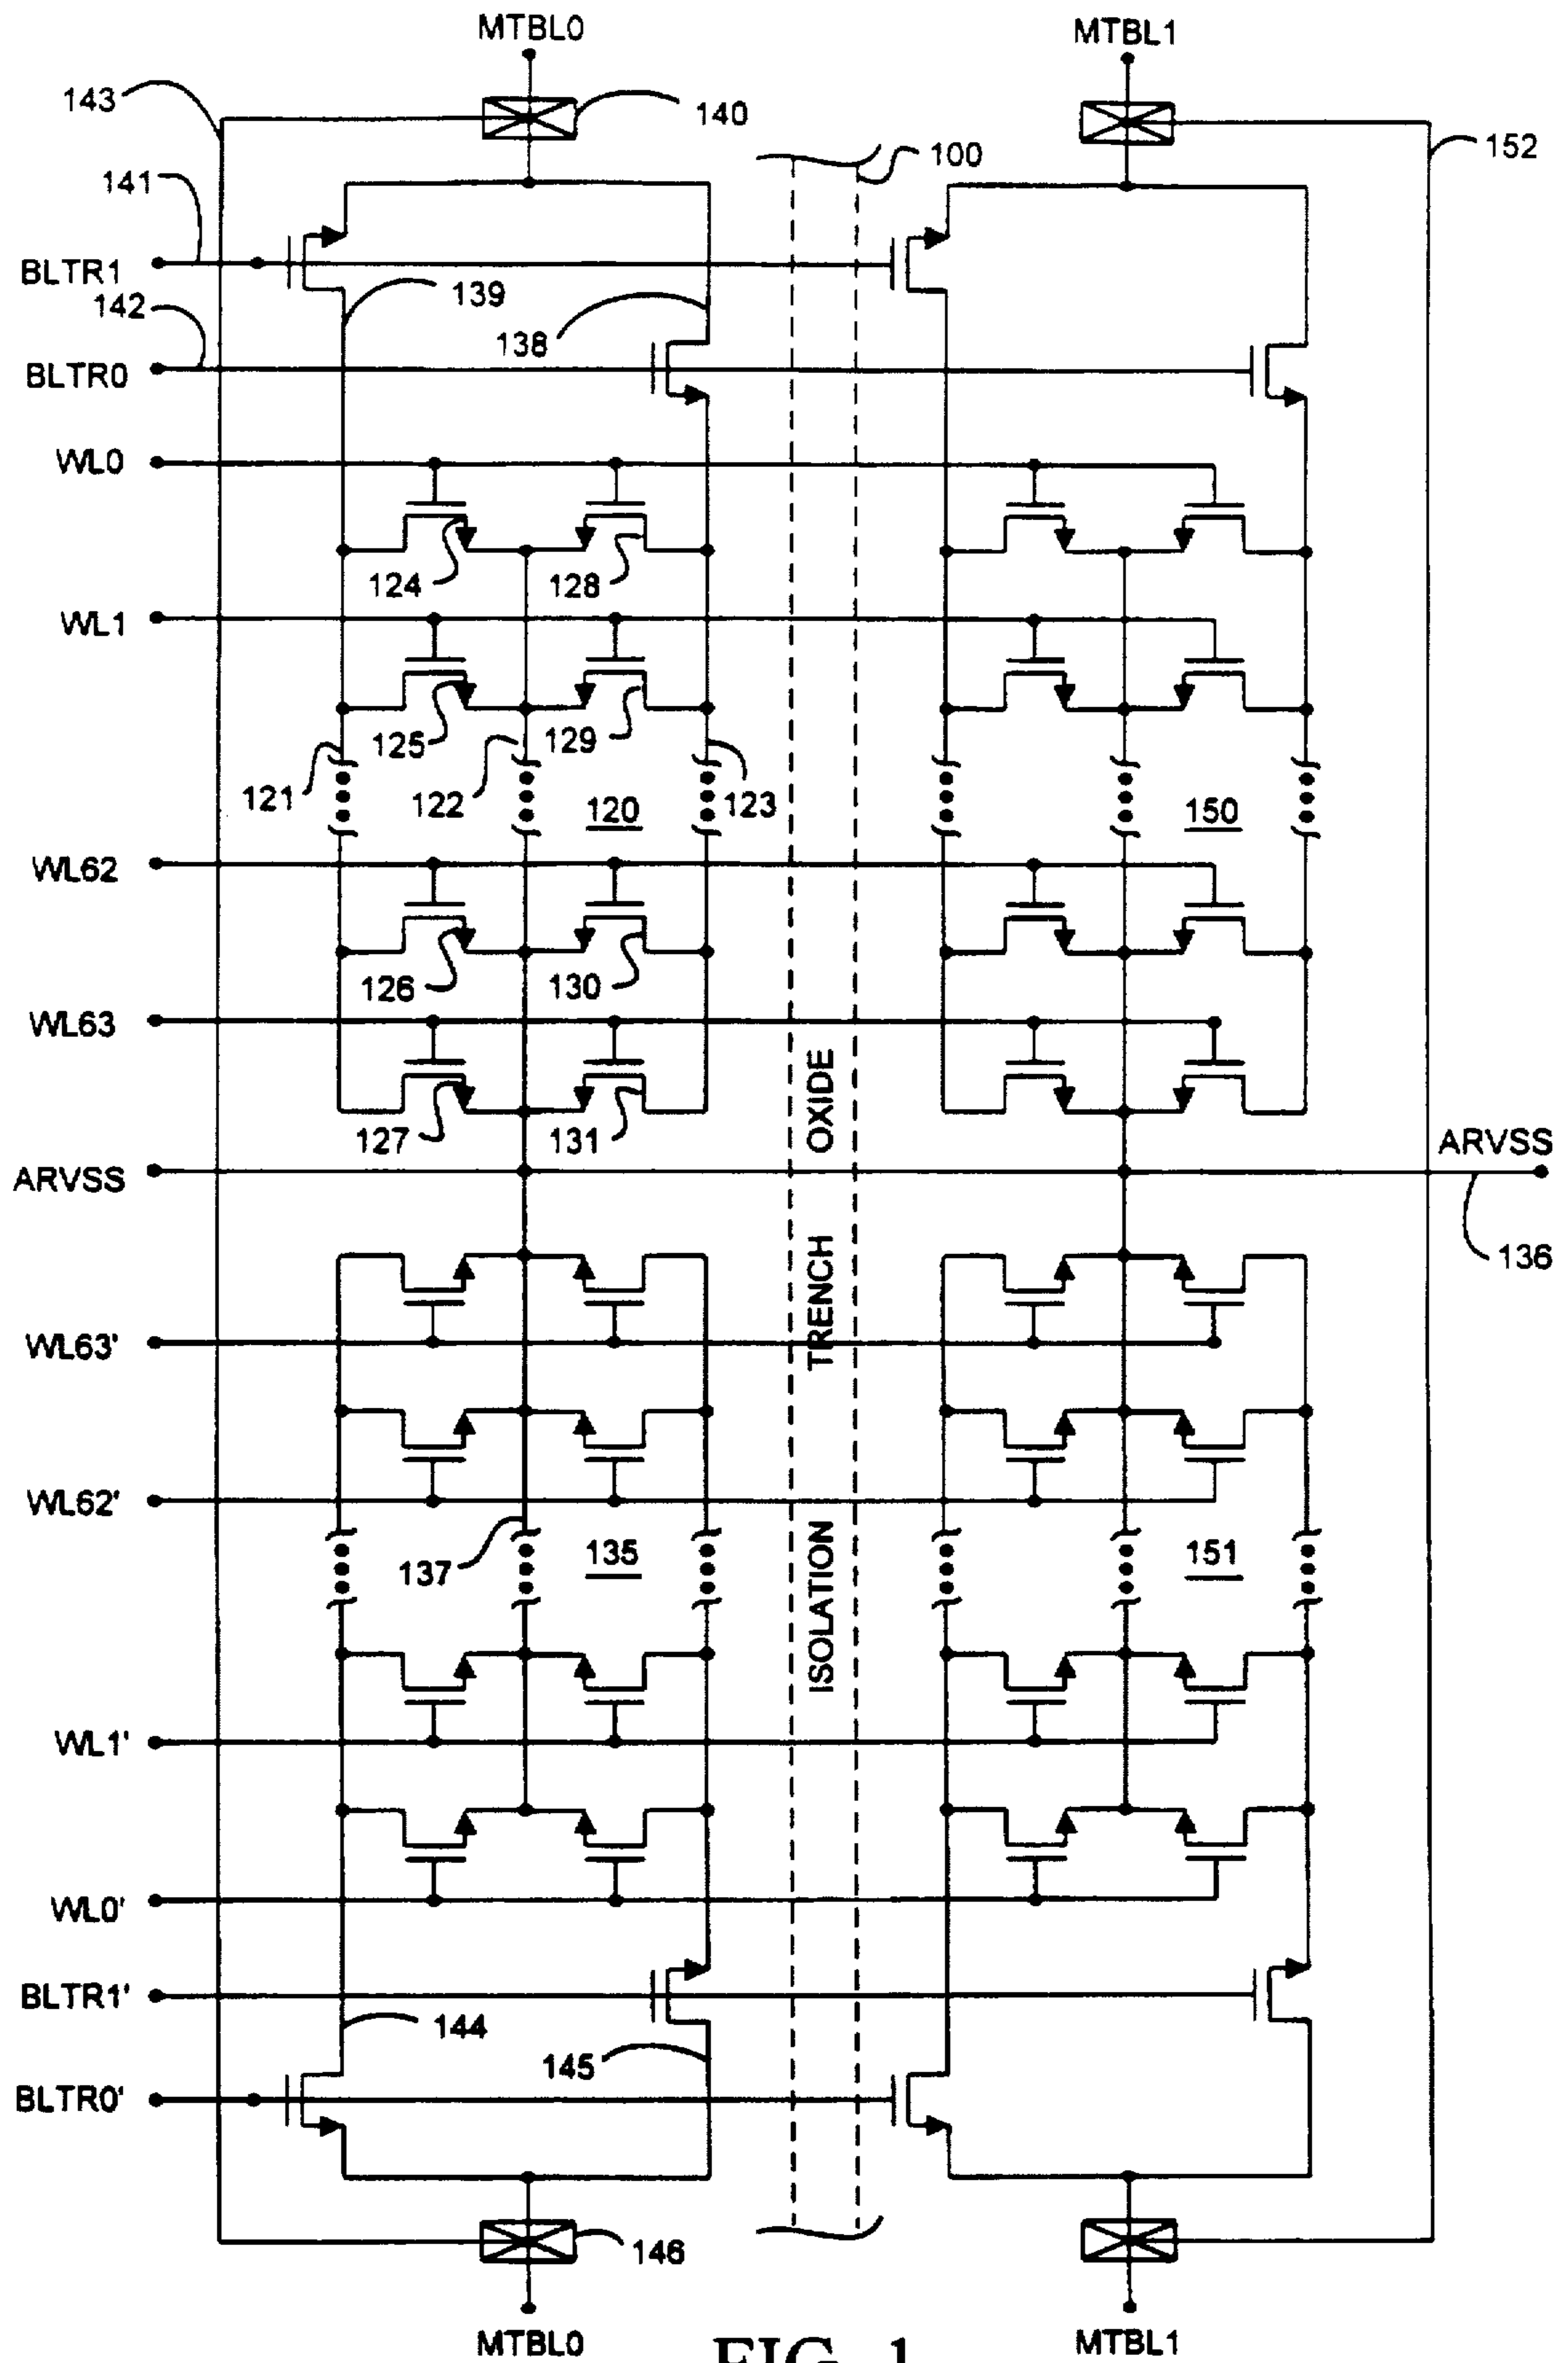 MTBL0 MTBL1
143 140
152
100
141
BLTR1
139
142
138
BLTR0
WL0
124 128
WL1
125 129
121 122 120 123 150
WL62
126 130
WL63
127 131
OXIDE
ARVSS ARVSS
136
TRENCH
WL63'
WL62'
137 135 151
ISOLATION
WL1'
WL0'
BLTR1'
144
145
BLTR0'
146
MTBL0 MTBL1
FIG. 1